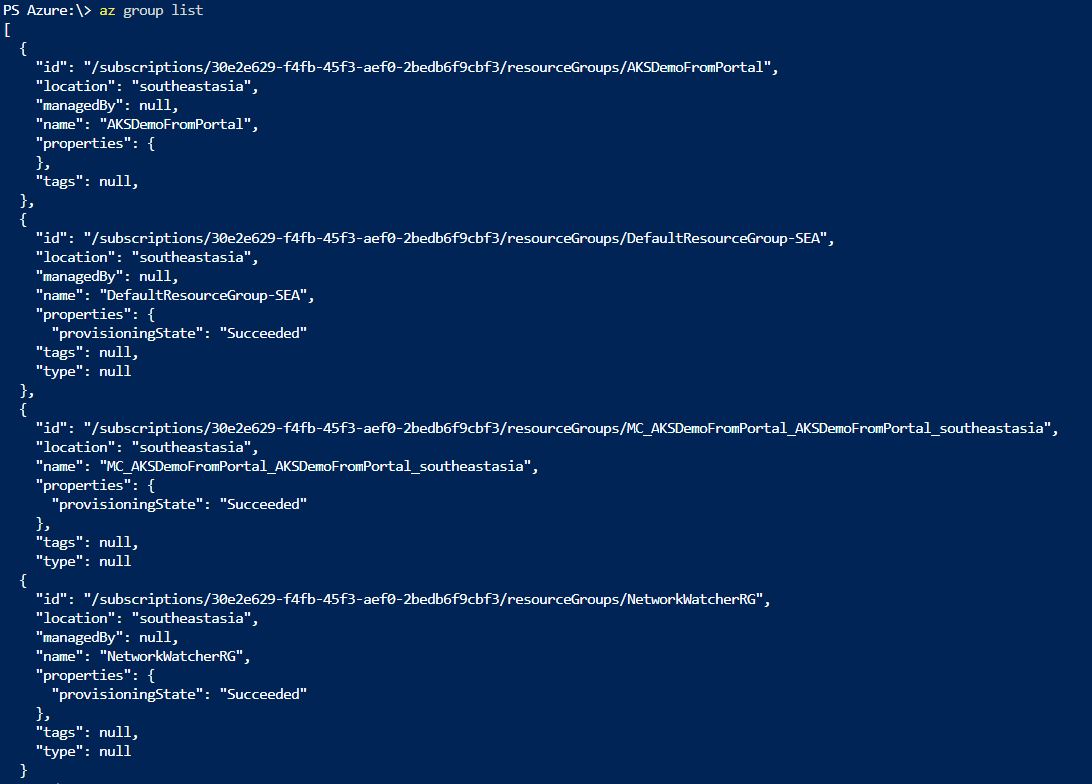 PS Azure:\> az group list
[
  {
    "id": "/subscriptions/30e2e629-f4fb-45f3-aef0-2bedb6f9cbf3/resourceGroups/AKSDemoFromPortal",
    "location": "southeastasia",
    "managedBy": null,
    "name": "AKSDemoFromPortal",
    "properties": {
    },
    "tags": null,
  },
  {
    "id": "/subscriptions/30e2e629-f4fb-45f3-aef0-2bedb6f9cbf3/resourceGroups/DefaultResourceGroup-SEA",
    "location": "southeastasia",
    "managedBy": null,
    "name": "DefaultResourceGroup-SEA",
    "properties": {
      "provisioningState": "Succeeded"
    "tags": null,
    "type": null
  },
  {
    "id": "/subscriptions/30e2e629-f4fb-45f3-aef0-2bedb6f9cbf3/resourceGroups/MC_AKSDemoFromPortal_AKSDemoFromPortal_southeastasia",
    "location": "southeastasia",
    "name": "MC_AKSDemoFromPortal_AKSDemoFromPortal_southeastasia",
    "properties": {
      "provisioningState": "Succeeded"
    },
    "tags": null,
    "type": null
  {
    "id": "/subscriptions/30e2e629-f4fb-45f3-aef0-2bedb6f9cbf3/resourceGroups/NetworkWatcherRG",
    "location": "southeastasia",
    "managedBy": null,
    "name": "NetworkWatcherRG",
    "properties": {
      "provisioningState": "Succeeded"
    },
    "tags": null,
    "type": null
  }